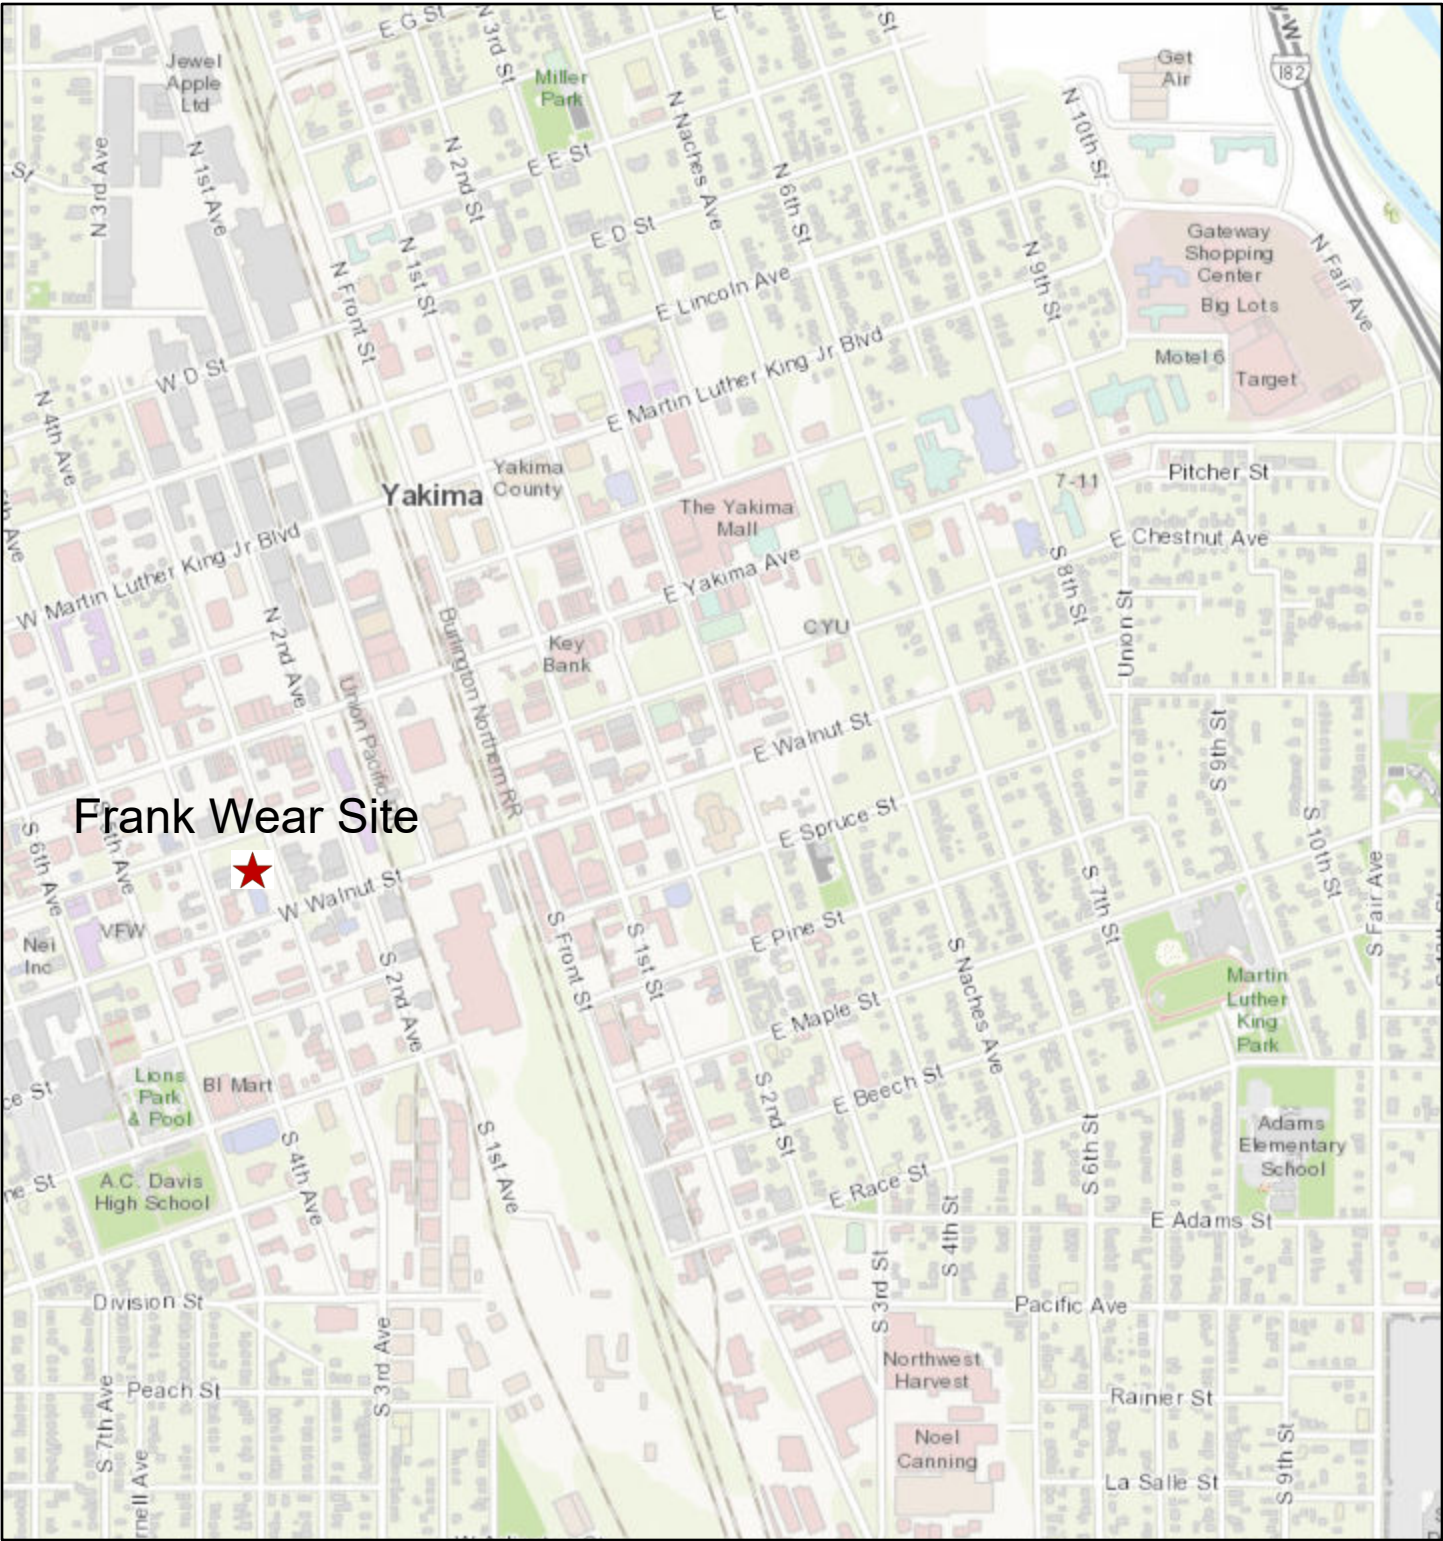 E G St
N 3rd St
St
Jewel
Apple
Ltd
Miller
Park
Get
Air
182
N 3rd Ave
N 1st Ave
N 2nd St
E E St
N Naches Ave
N 6th St
N 10th St
St
E D St
N 1st St
N Front St
E Lincoln Ave
N 9th St
Gateway
Shopping
Center
Big Lots
N Fair Ave
W D St
E Martin Luther King Jr Blvd
Motel 6
Target
N 4th Ave
Yakima
Yakima
County
The Yakima
Mall
7-11
Pitcher St
W Martin Luther King Jr Blvd
E Yakima Ave
E Chestnut Ave
S 8th St
Union St
N 2nd Ave
Burlington Northern RR
Key
Bank
CYU
Union Pacific
E Walnut St
S 9th St
Frank Wear Site
S 6th Ave
E Spruce St
S 10th St
W Walnut St
VFW
Nei
Inc
S 2nd Ave
S Front St
S 1st St
E Pine St
S Naches Ave
S 7th St
S Fair Ave
E Maple St
Martin
Luther
King
Park
Lions
Park
& Pool
BI Mart
E Beech St
S 2nd St
S 1st Ave
S 4th Ave
A.C. Davis
High School
E Race St
S 6th St
Adams
Elementary
School
S 4th St
E Adams St
S 3rd St
Division St
Pacific Ave
S 3rd Ave
Northwest
Harvest
Peach St
S 7th Ave
Rainier St
Noel
Canning
La Salle St
S 9th St